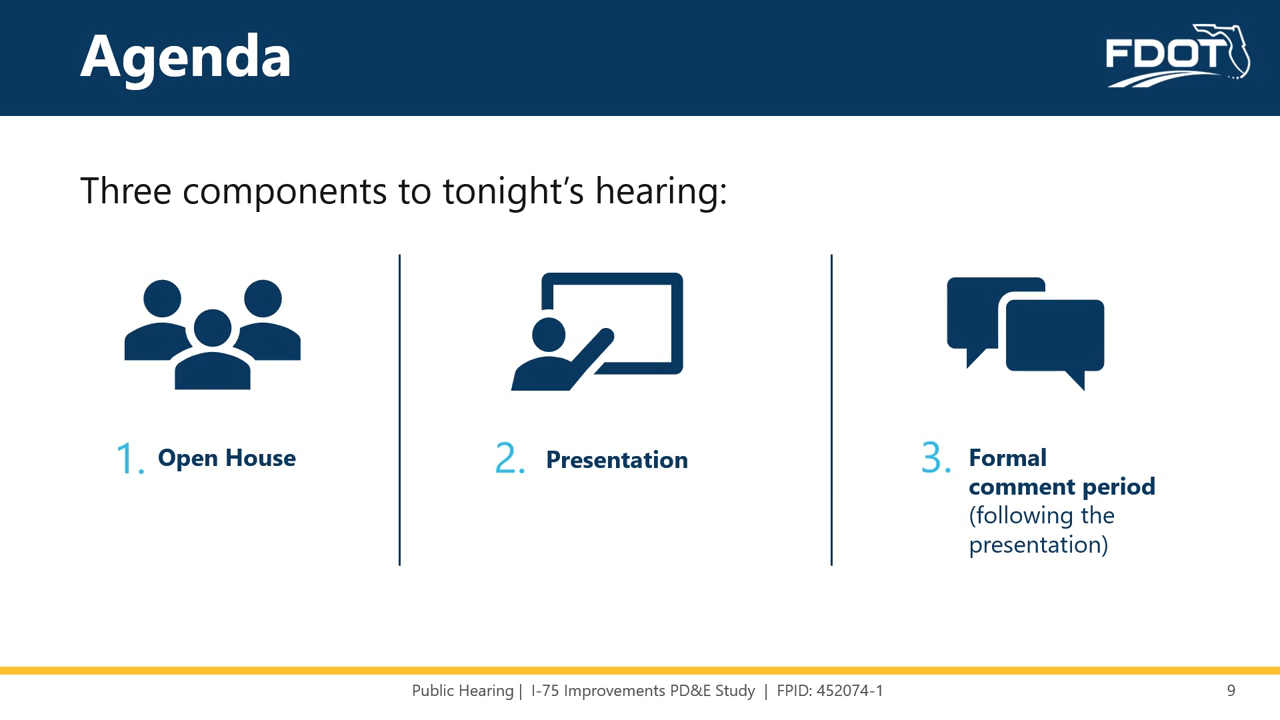 Agenda
FDOT
Three components to tonight's hearing:
1. Open House
2. Presentation
3. Formal
comment period
(following the
presentation)
Public Hearing | I-75 Improvements PD&E Study | FPID: 452074-1
9